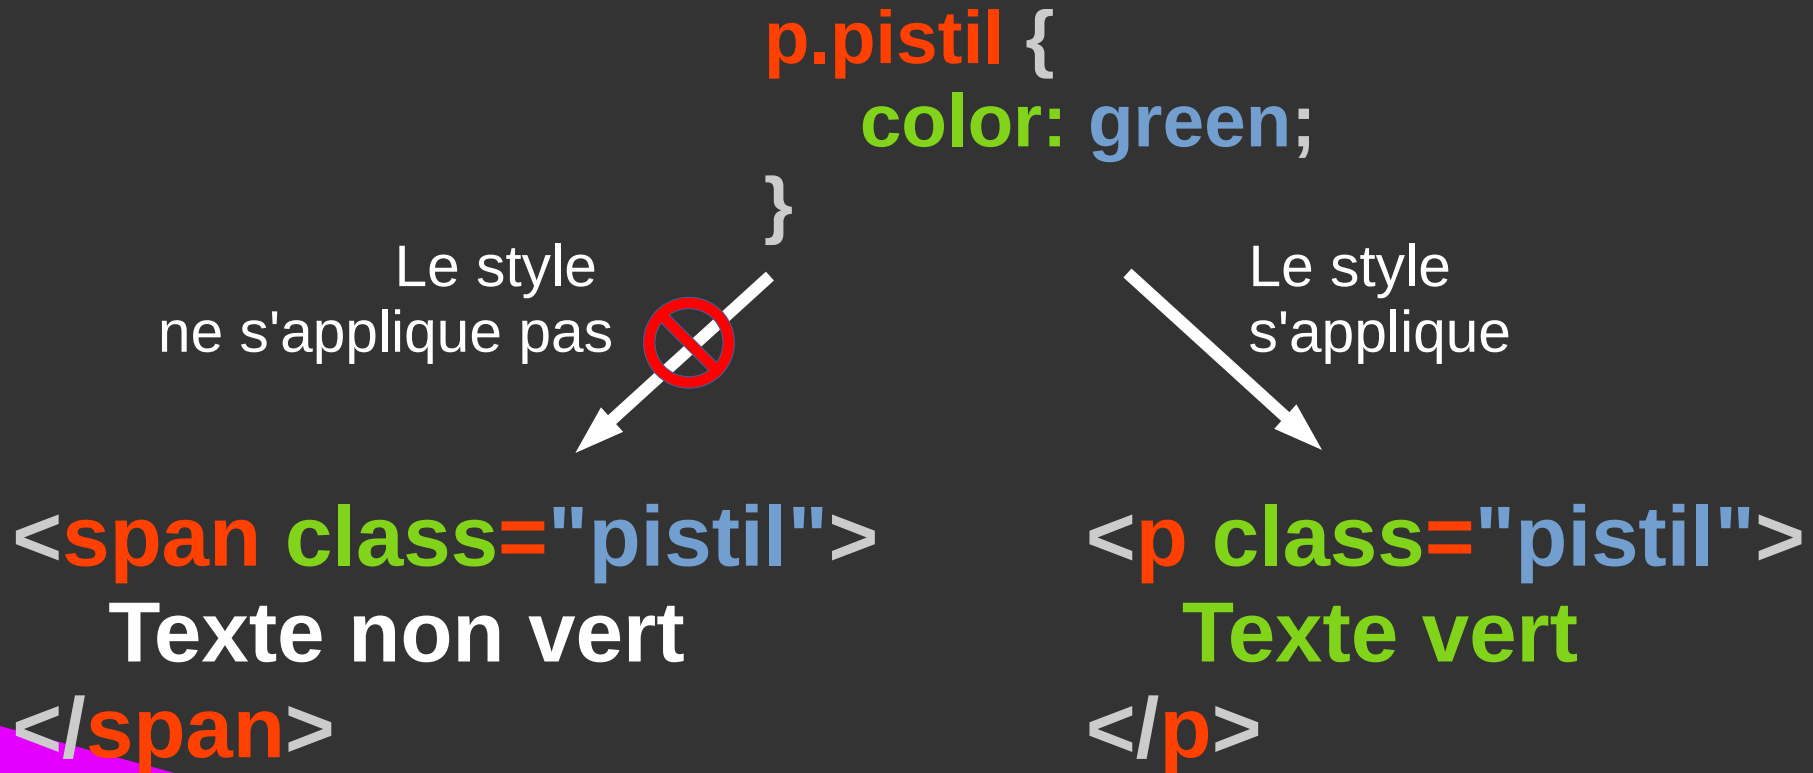 p.pistil {
color: green;
}
Le style
ne s'applique pas
Le style
s'applique
<span class="pistil">
Texte non vert
</span>
<p class="pistil">
Texte vert
</p>